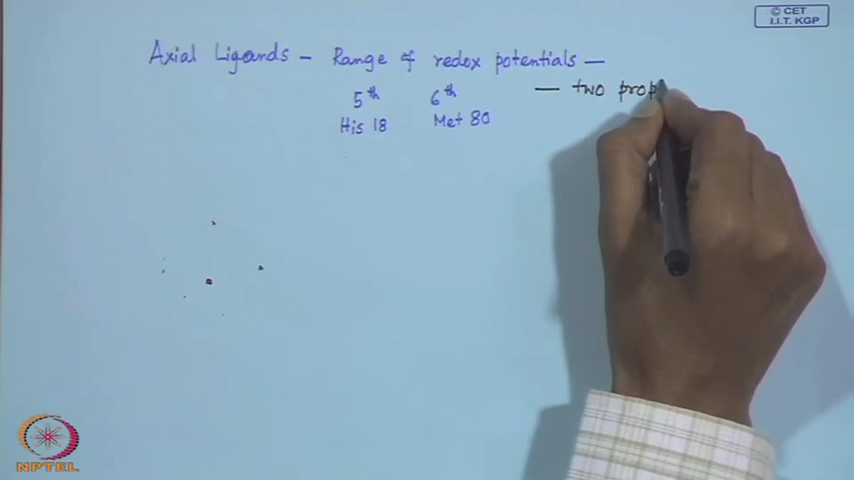 © CET
I.I.T. KGP
Axial Ligands – Range of redox potentials –
5th 6th — two prop
His 18 Met 80
NPTEL